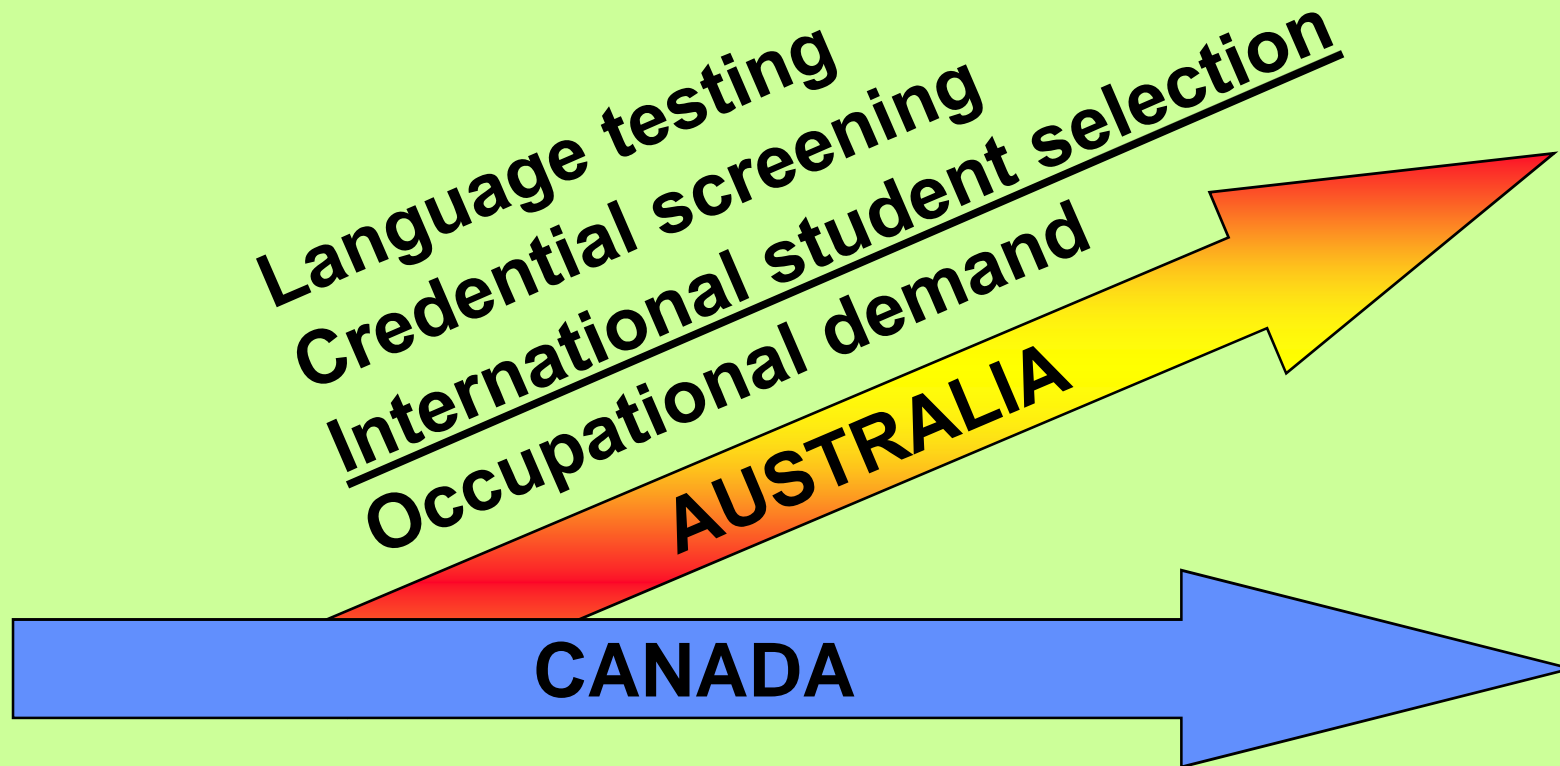 Language testing
Credential screening
International student selection
Occupational demand
AUSTRALIA
CANADA